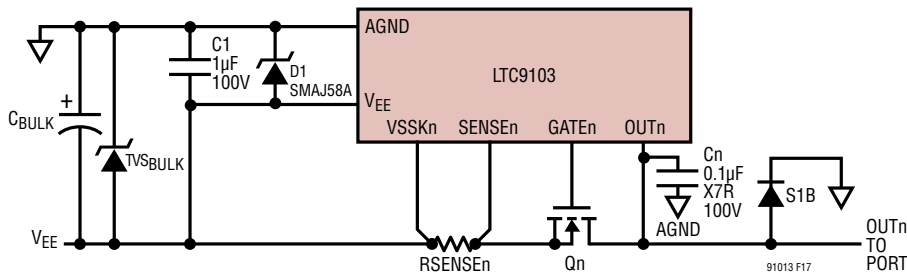 AGND
C1
1µF
100V
D1
SMAJ58A
LTC9103
+
CBULK
TVSBULK
VEE
VSSKn SENSEn GATEn OUTn
Cn
0.1µF
X7R
100V
AGND
S1B
VEE
RSENSEn
Qn
OUTn
TO
PORT
91013 F17